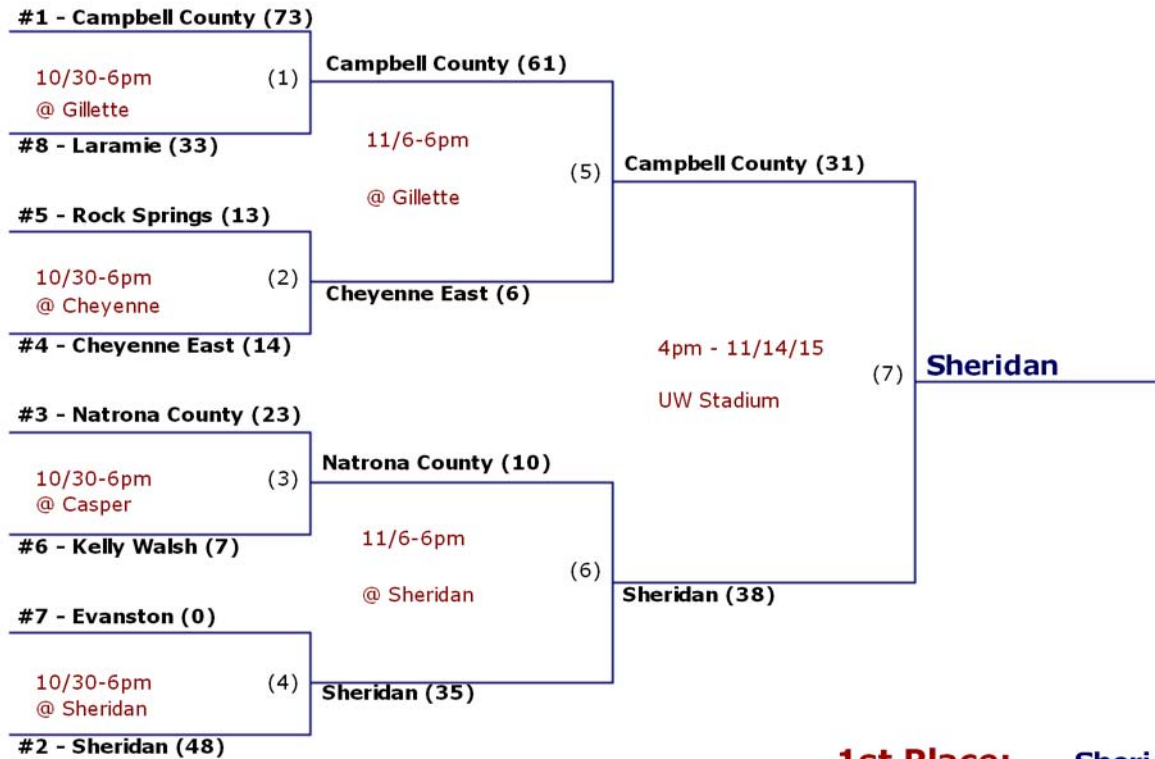 #1 - Campbell County (73)
10/30-6pm
(1)
@ Gillette
#8 - Laramie (33)
Campbell County (61)
11/6-6pm
(5)
@ Gillette
#5 - Rock Springs (13)
10/30-6pm
(2)
@ Cheyenne
#4 - Cheyenne East (14)
Cheyenne East (6)
Campbell County (31)
4pm - 11/14/15
(7)
UW Stadium
Sheridan
#3 - Natrona County (23)
10/30-6pm
(3)
@ Casper
#6 - Kelly Walsh (7)
Natrona County (10)
11/6-6pm
(6)
@ Sheridan
Sheridan (38)
#7 - Evanston (0)
10/30-6pm
(4)
@ Sheridan
#2 - Sheridan (48)
Sheridan (35)
1st Place: